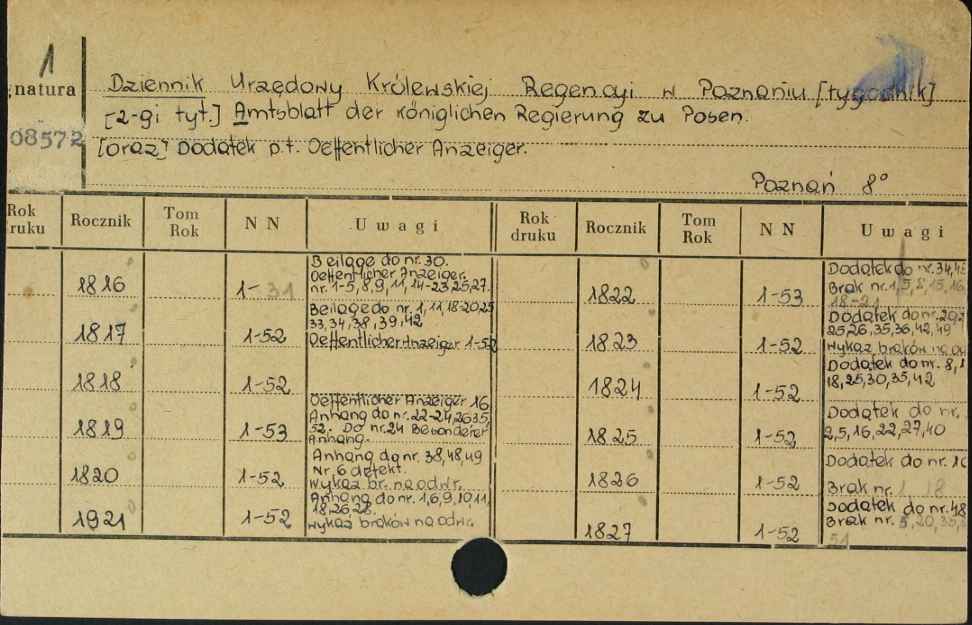 1
natura
08572
Dziennik Urzędowy Królewskiej Regencyi w Poznaniu [tygodnik]
[2-gi tyt.] Amtsblatt der königlichen Regierung zu Posen.
[oraz] Dodatek p.t. Oeffentlicher Anzeiger.
Poznań 8°
Rok ruku Rocznik Tom Rok N N Uwagi Rok druku Rocznik Tom Rok N N Uwagi
1816 1-31 Beilage do nr. 30.
Oeffentlicher Anzeiger
nr. 1-5, 8,9, 11, 14-23,25,27.
1817 1-52 Beilage do nr. 1, 11, 18-20,25
33,34,38,39,42
Oeffentlicher Anzeiger 1-52
1818 1-52
1819 1-53 Oeffentlicher Anzeiger 16
Anhang do nr. 22-24,26,35,
52. Do nr. 24 Besonderer
Anhang.
1820 1-52 Anhang do nr. 38,48,49
Nr. 6 defekt.
Wykaz br. na odwr.
1921 1-52 Anhang do nr. 1,6,9,10,11,
18,26,28.
Wykaz braków na odwr.
1822 1-53 Dodatek do nr. 34,
Brak nr. 1,5,8,15,16
18-21
1823 1-52 Dodatek do nr. 20
25,26,35,36,42,49
Wykaz braków na
1824 1-52 Dodatek do nr. 8,
18,25,30,35,42
1825 1-52 Dodatek do nr.
2,5,16,22,27,40
1826 1-52 Dodatek do nr. 10
Brak nr. 1 18
1827 1-52 Dodatek do nr. 48
Brak nr. 5,20,
51